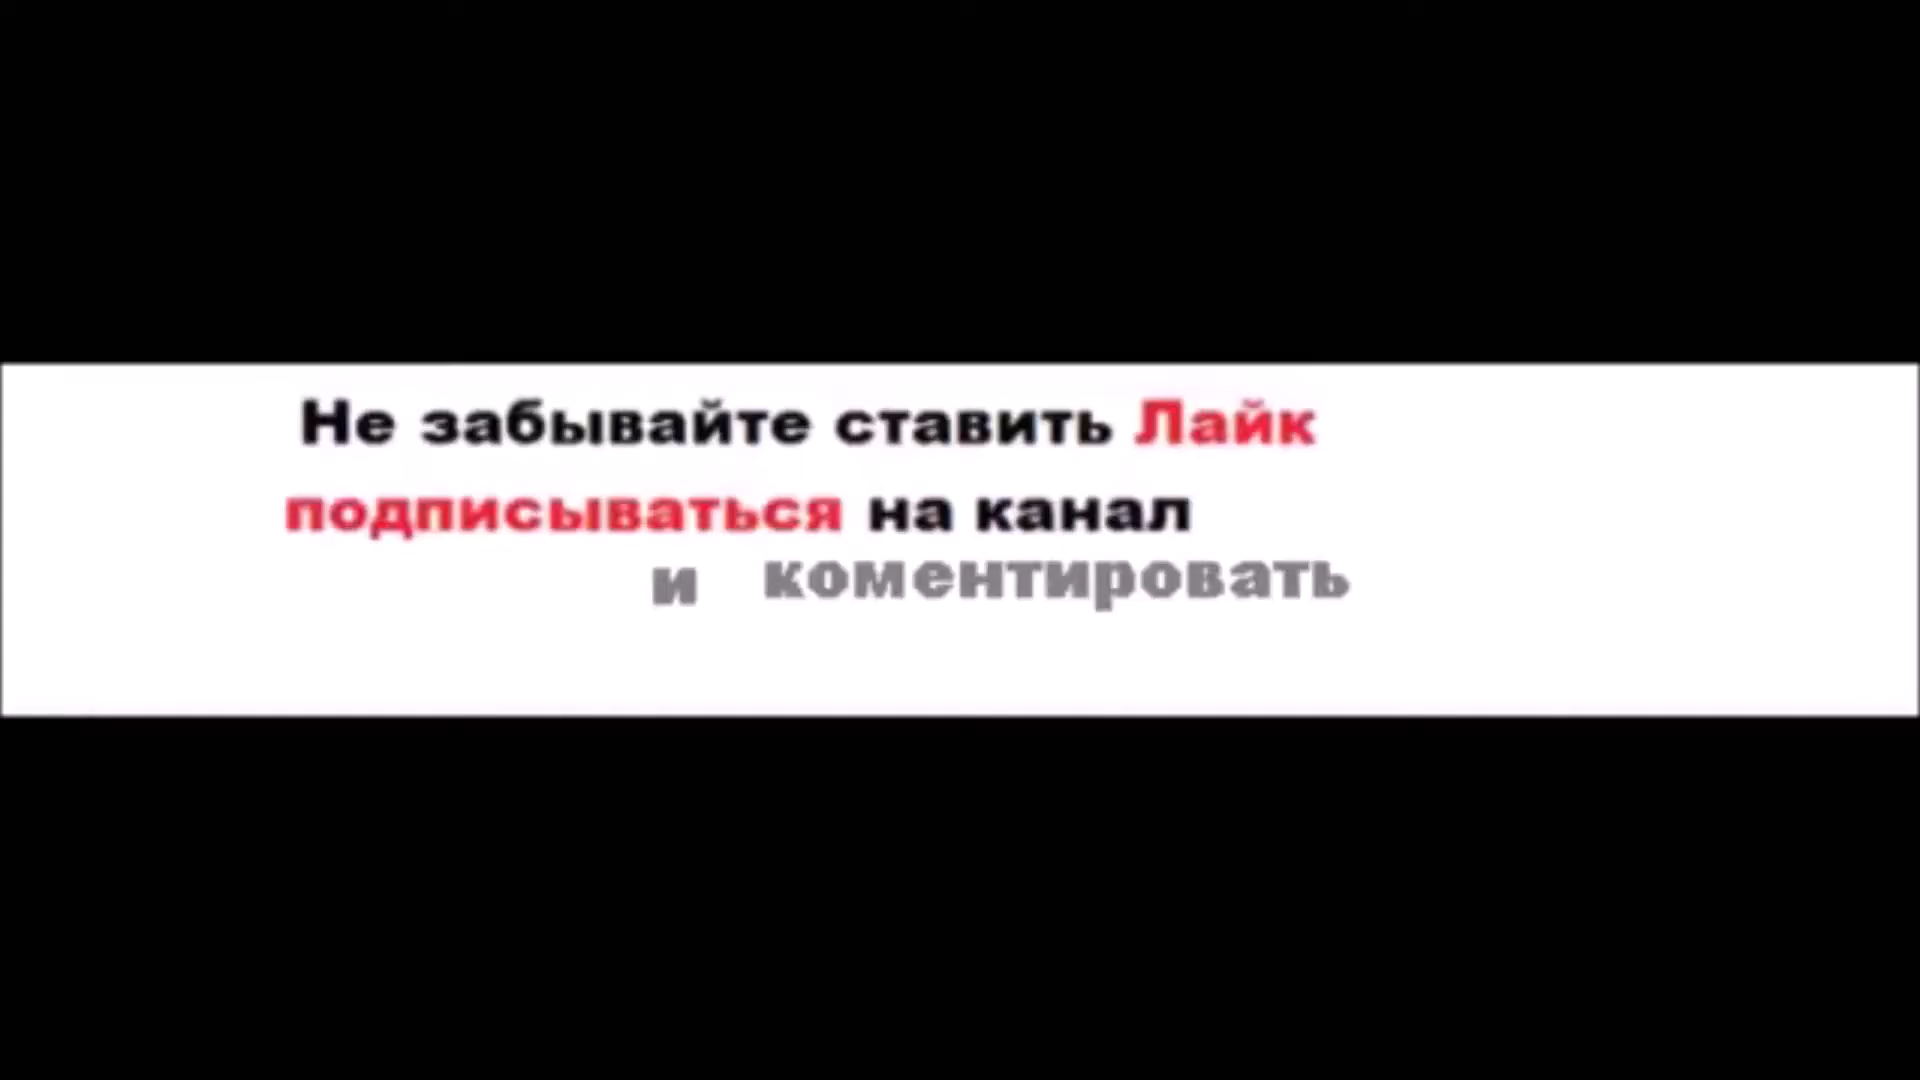 Не забывайте ставить Лайк
подписываться на канал
и коментировать